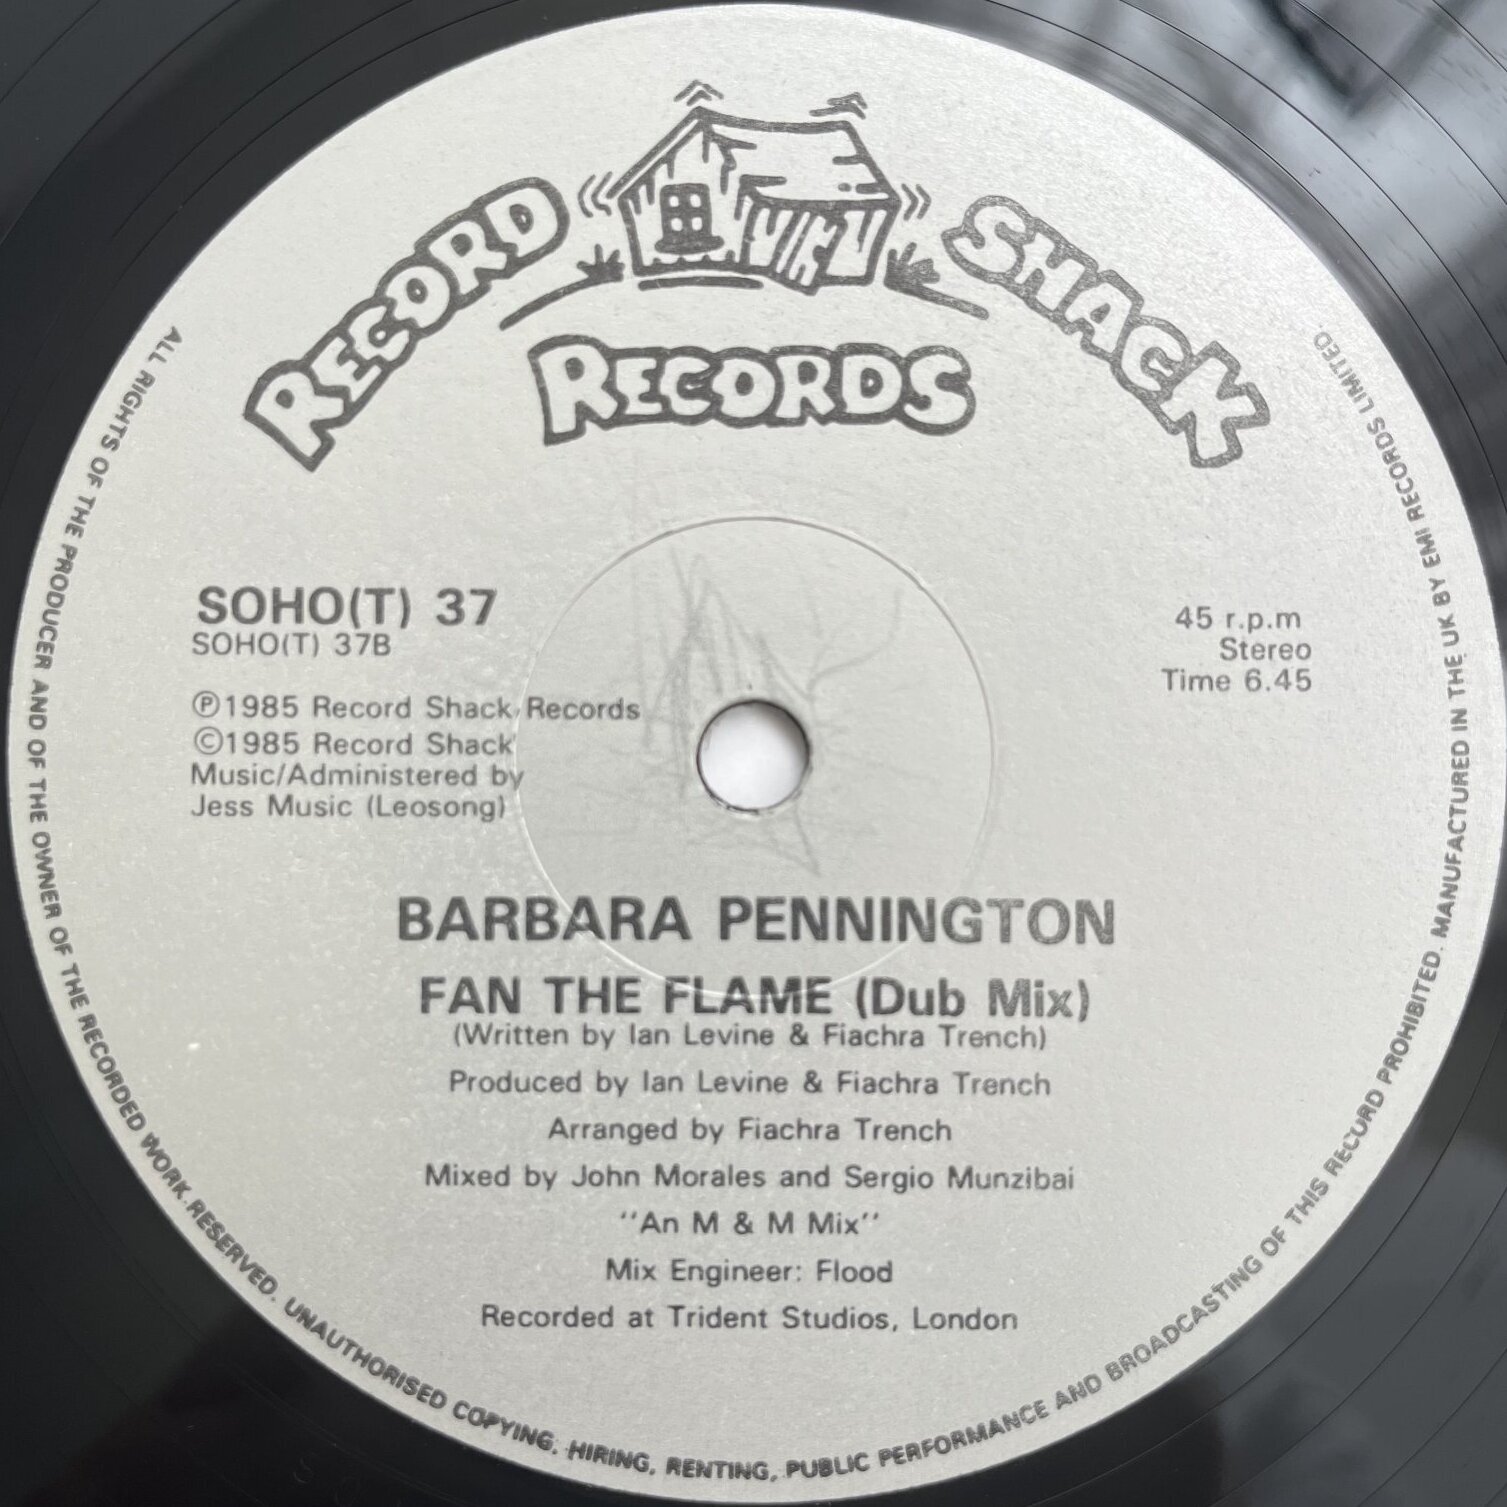 RECORD SHACK
RECORDS
SOHO(T) 37
SOHO(T) 37B
45 r.p.m
Stereo
Time 6.45
℗1985 Record Shack Records
©1985 Record Shack
Music/Administered by
Jess Music (Leosong)
BARBARA PENNINGTON
FAN THE FLAME (Dub Mix)
(Written by Ian Levine & Fiachra Trench)
Produced by Ian Levine & Fiachra Trench
Arranged by Fiachra Trench
Mixed by John Morales and Sergio Munzibai
"An M & M Mix"
Mix Engineer: Flood
Recorded at Trident Studios, London
ALL RIGHTS OF THE PRODUCER AND OF THE OWNER OF THE RECORDED WORK RESERVED. UNAUTHORISED COPYING, HIRING, RENTING, PUBLIC PERFORMANCE AND BROADCASTING OF THIS RECORD PROHIBITED. MANUFACTURED IN THE UK BY EMI RECORDS LIMITED